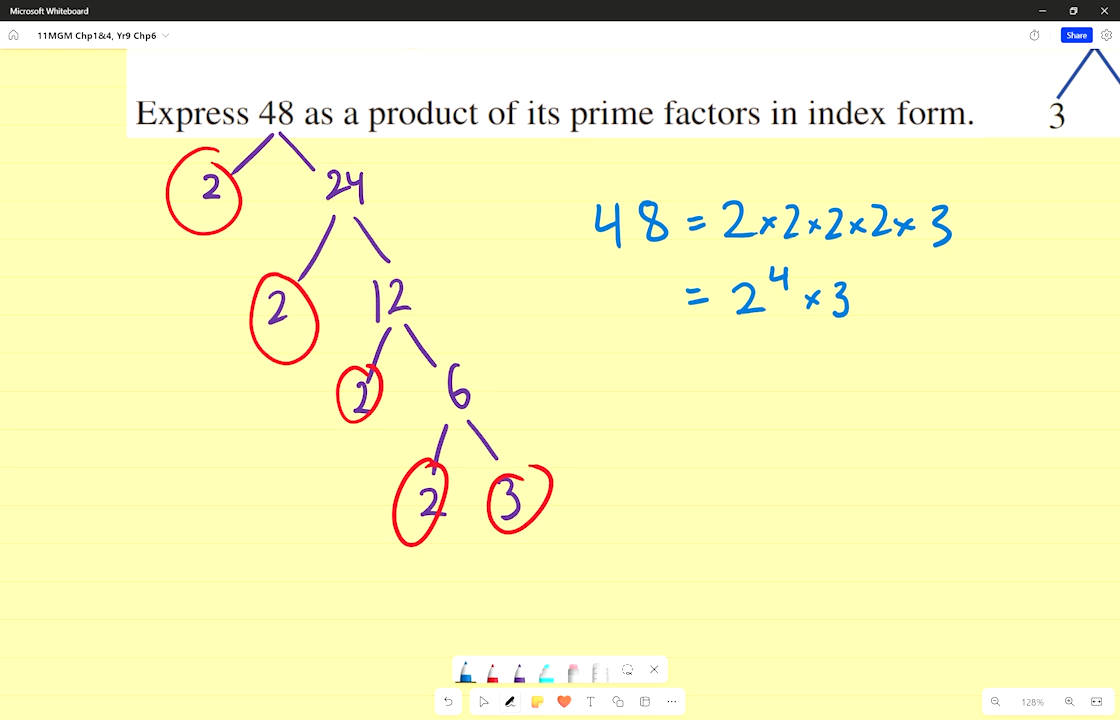 Microsoft Whiteboard
11MGM Chp1&4, Yr9 Chp6
Share
Express 48 as a product of its prime factors in index form.
3
2 24
2 12
2 6
2 3
48 = 2×2×2×2×3
= 2⁴ × 3
T
128%